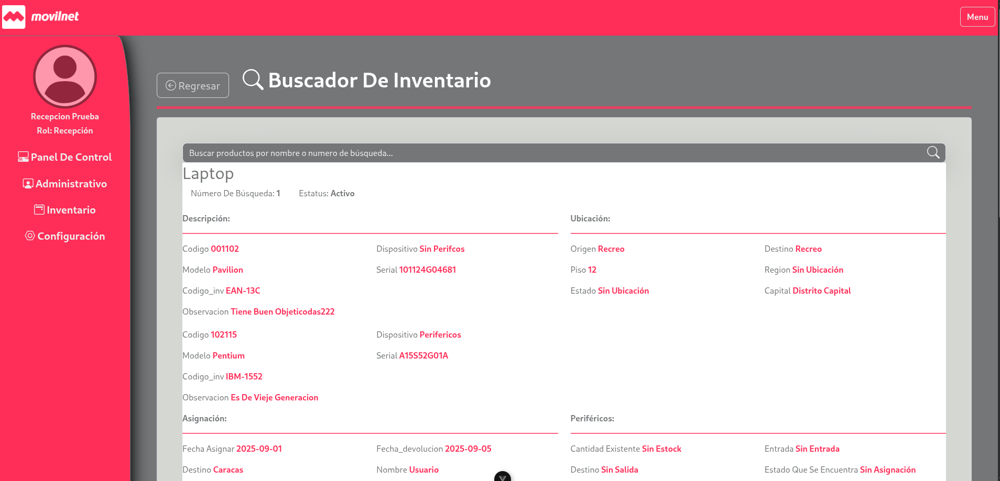 movilnet
Menu
Recepcion Prueba
Rol: Recepción
Panel De Control
Administrativo
Inventario
Configuración
Regresar
Buscador De Inventario
Buscar productos por nombre o numero de búsqueda...
Laptop
Número De Búsqueda: 1 Estatus: Activo
Descripción:
Codigo 001102 Dispositivo Sin Perifcos
Modelo Pavilion Serial 101124G04681
Codigo_inv EAN-13C
Observacion Tiene Buen Objeticodas222
Codigo 102115 Dispositivo Perifericos
Modelo Pentium Serial A15S52G01A
Codigo_inv IBM-1552
Observacion Es De Vieje Generacion
Ubicación:
Origen Recreo Destino Recreo
Piso 12 Region Sin Ubicación
Estado Sin Ubicación Capital Distrito Capital
Asignación:
Fecha Asignar 2025-09-01 Fecha_devolucion 2025-09-05
Destino Caracas Nombre Usuario
Periféricos:
Cantidad Existente Sin Estock Entrada Sin Entrada
Destino Sin Salida Estado Que Se Encuentra Sin Asignación